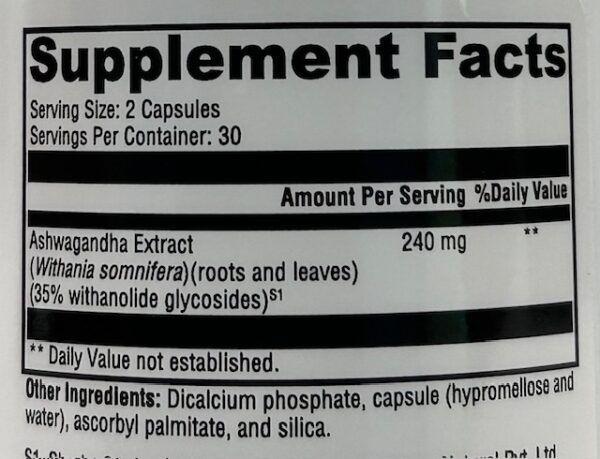 Supplement Facts
Serving Size: 2 Capsules
Servings Per Container: 30
Amount Per Serving %Daily Value
Ashwagandha Extract 240 mg **
(Withania somnifera)(roots and leaves)
(35% withanolide glycosides)S1
** Daily Value not established.
Other Ingredients: Dicalcium phosphate, capsule (hypromellose and
water), ascorbyl palmitate, and silica.